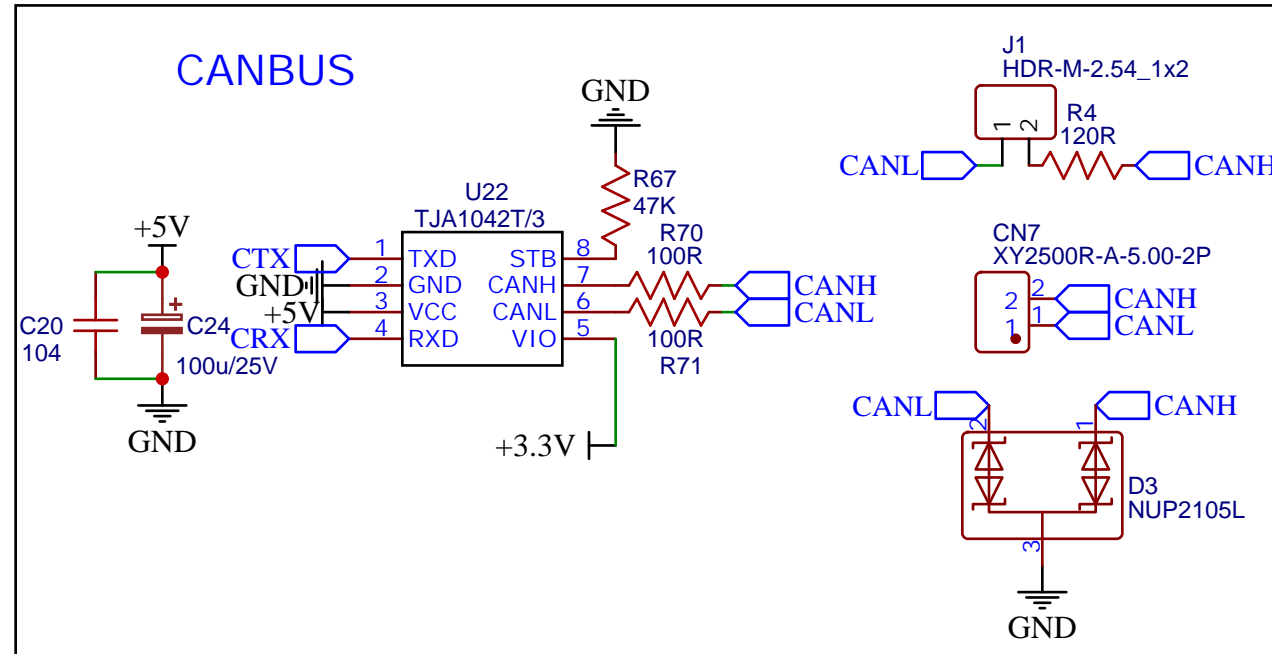 CANBUS
+5V
C20
104
C24
100u/25V
GND
U22
TJA1042T/3
CTX
GND
+5V
CRX
1
2
3
4
TXD
GND
VCC
RXD
STB
CANH
CANL
VIO
8
7
6
5
GND
R67
47K
R70
100R
100R
R71
CANH
CANL
+3.3V
J1
HDR-M-2.54_1x2
1
2
R4
120R
CANL
CANH
CN7
XY2500R-A-5.00-2P
2
1
2
1
CANH
CANL
CANL
CANH
2
1
D3
NUP2105L
3
GND